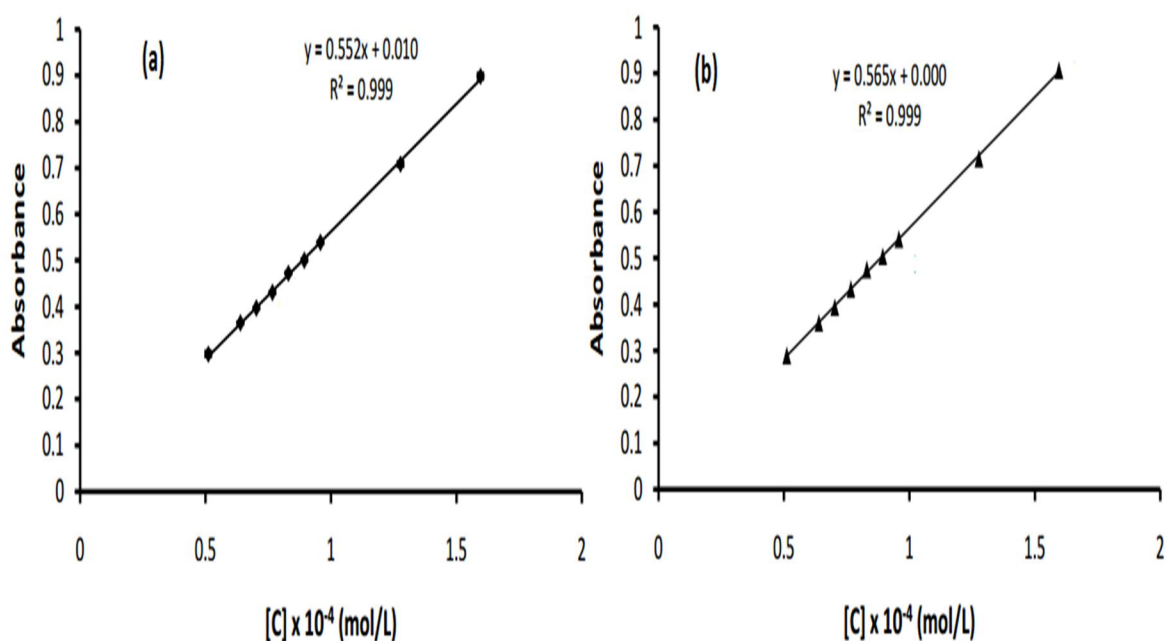 (a)
y = 0.552x + 0.010
R² = 0.999
1
0.9
0.8
0.7
0.6
0.5
0.4
0.3
0.2
0.1
0
Absorbance
0 0.5 1 1.5 2
[C] x 10⁻⁴ (mol/L)
(b)
y = 0.565x + 0.000
R² = 0.999
1
0.9
0.8
0.7
0.6
0.5
0.4
0.3
0.2
0.1
0
Absorbance
0 0.5 1 1.5 2
[C] x 10⁻⁴ (mol/L)